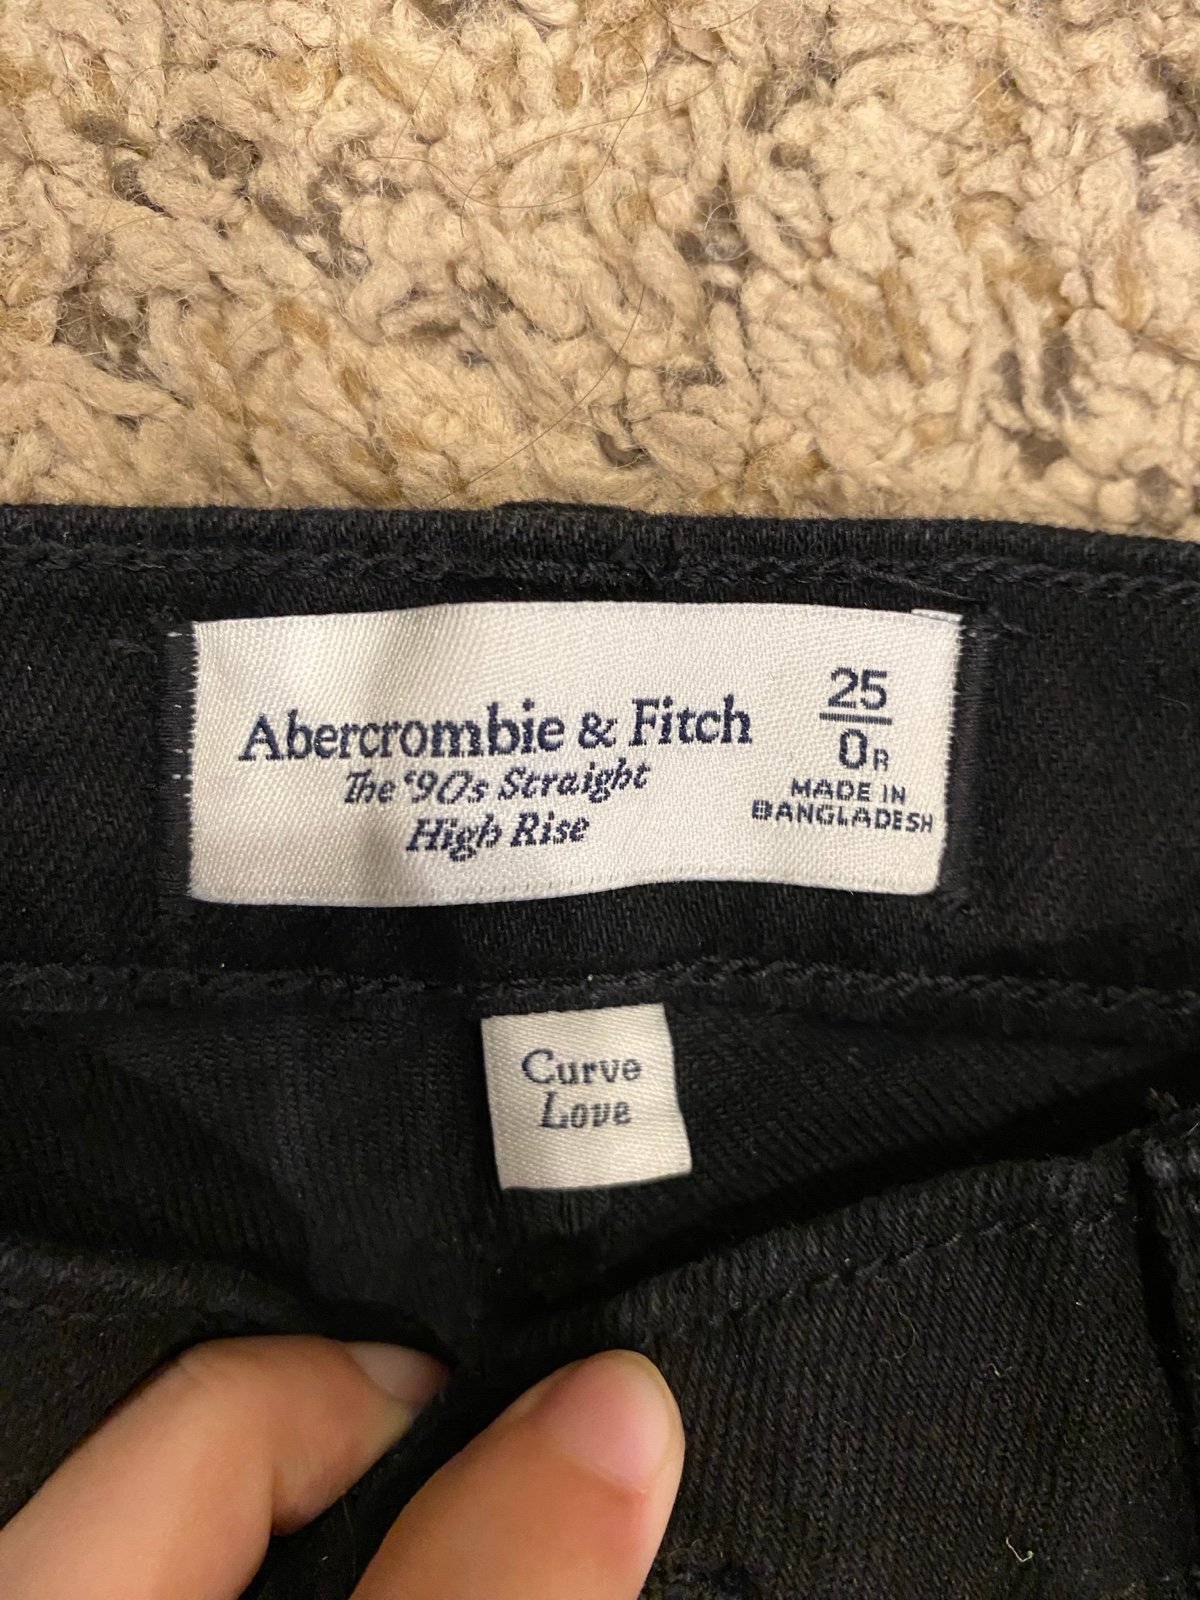 Abercrombie & Fitch
The '90s Straight
High Rise
25
0R
MADE IN
BANGLADESH
Curve
Love